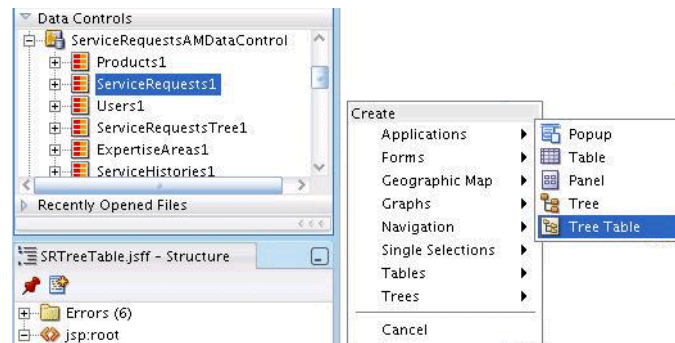 Data Controls
ServiceRequestsAMDataControl
Products1
ServiceRequests1
Users1
ServiceRequestsTree1
ExpertiseAreas1
ServiceHistories1
Recently Opened Files
SRTreeTable.jsff - Structure
Errors (6)
jsp:root
Create
Applications
Forms
Geographic Map
Graphs
Navigation
Single Selections
Tables
Trees
Cancel
Popup
Table
Panel
Tree
Tree Table